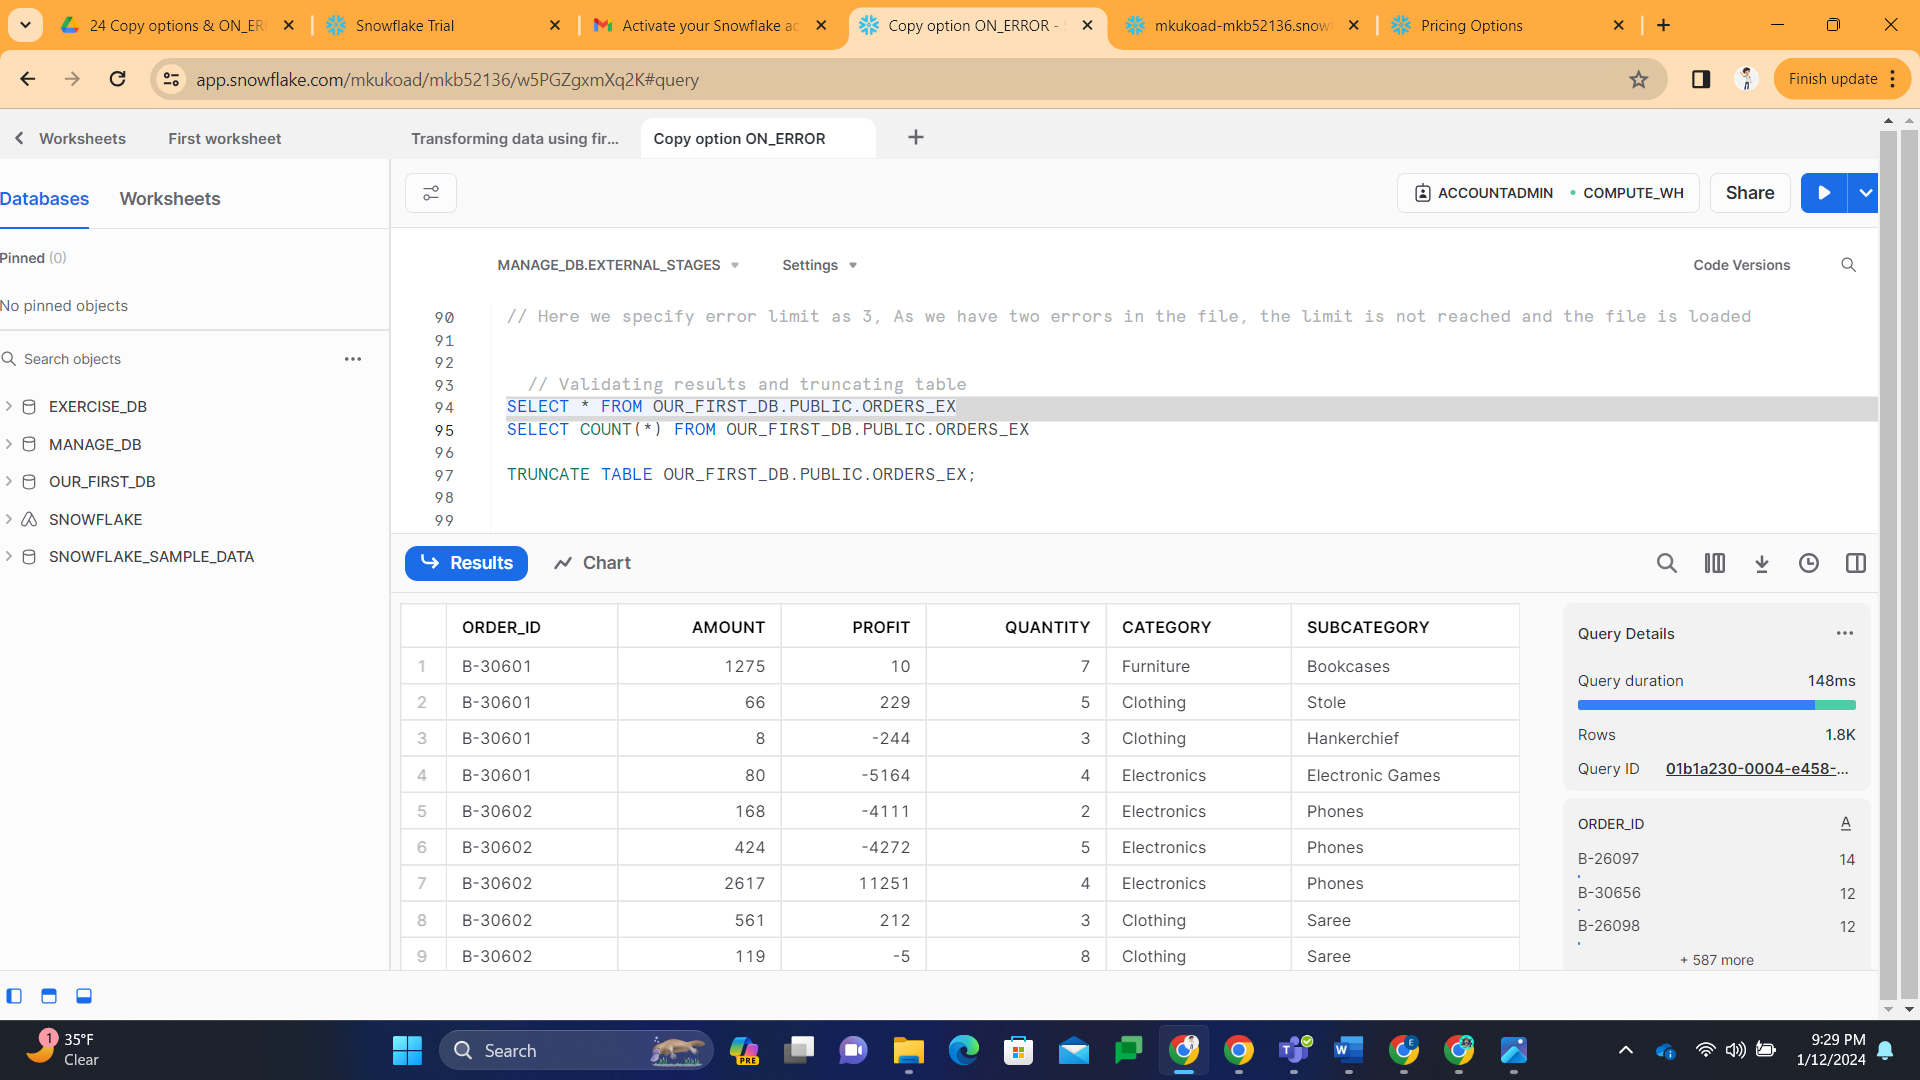 24 Copy options & ON_ER
Snowflake Trial
Activate your Snowflake ac
Copy option ON_ERROR - S
mkukoad-mkb52136.snow
Pricing Options
app.snowflake.com/mkukoad/mkb52136/w5PGZgxmXq2K#query
Finish update
Worksheets
First worksheet
Transforming data using fir...
Copy option ON_ERROR
Databases
Worksheets
ACCOUNTADMIN
COMPUTE_WH
Share
Pinned (0)
No pinned objects
Search objects
EXERCISE_DB
MANAGE_DB
OUR_FIRST_DB
SNOWFLAKE
SNOWFLAKE_SAMPLE_DATA
MANAGE_DB.EXTERNAL_STAGES
Settings
Code Versions
90 // Here we specify error limit as 3, As we have two errors in the file, the limit is not reached and the file is loaded
91
92
93 // Validating results and truncating table
94 SELECT * FROM OUR_FIRST_DB.PUBLIC.ORDERS_EX
95 SELECT COUNT(*) FROM OUR_FIRST_DB.PUBLIC.ORDERS_EX
96
97 TRUNCATE TABLE OUR_FIRST_DB.PUBLIC.ORDERS_EX;
98
99
Results
Chart
ORDER_ID AMOUNT PROFIT QUANTITY CATEGORY SUBCATEGORY
1 B-30601 1275 10 7 Furniture Bookcases
2 B-30601 66 229 5 Clothing Stole
3 B-30601 8 -244 3 Clothing Hankerchief
4 B-30601 80 -5164 4 Electronics Electronic Games
5 B-30602 168 -4111 2 Electronics Phones
6 B-30602 424 -4272 5 Electronics Phones
7 B-30602 2617 11251 4 Electronics Phones
8 B-30602 561 212 3 Clothing Saree
9 B-30602 119 -5 8 Clothing Saree
Query Details
Query duration 148ms
Rows 1.8K
Query ID 01b1a230-0004-e458-...
ORDER_ID A
B-26097 14
B-30656 12
B-26098 12
+ 587 more
1
35°F
Clear
Search
PRE
9:29 PM
1/12/2024